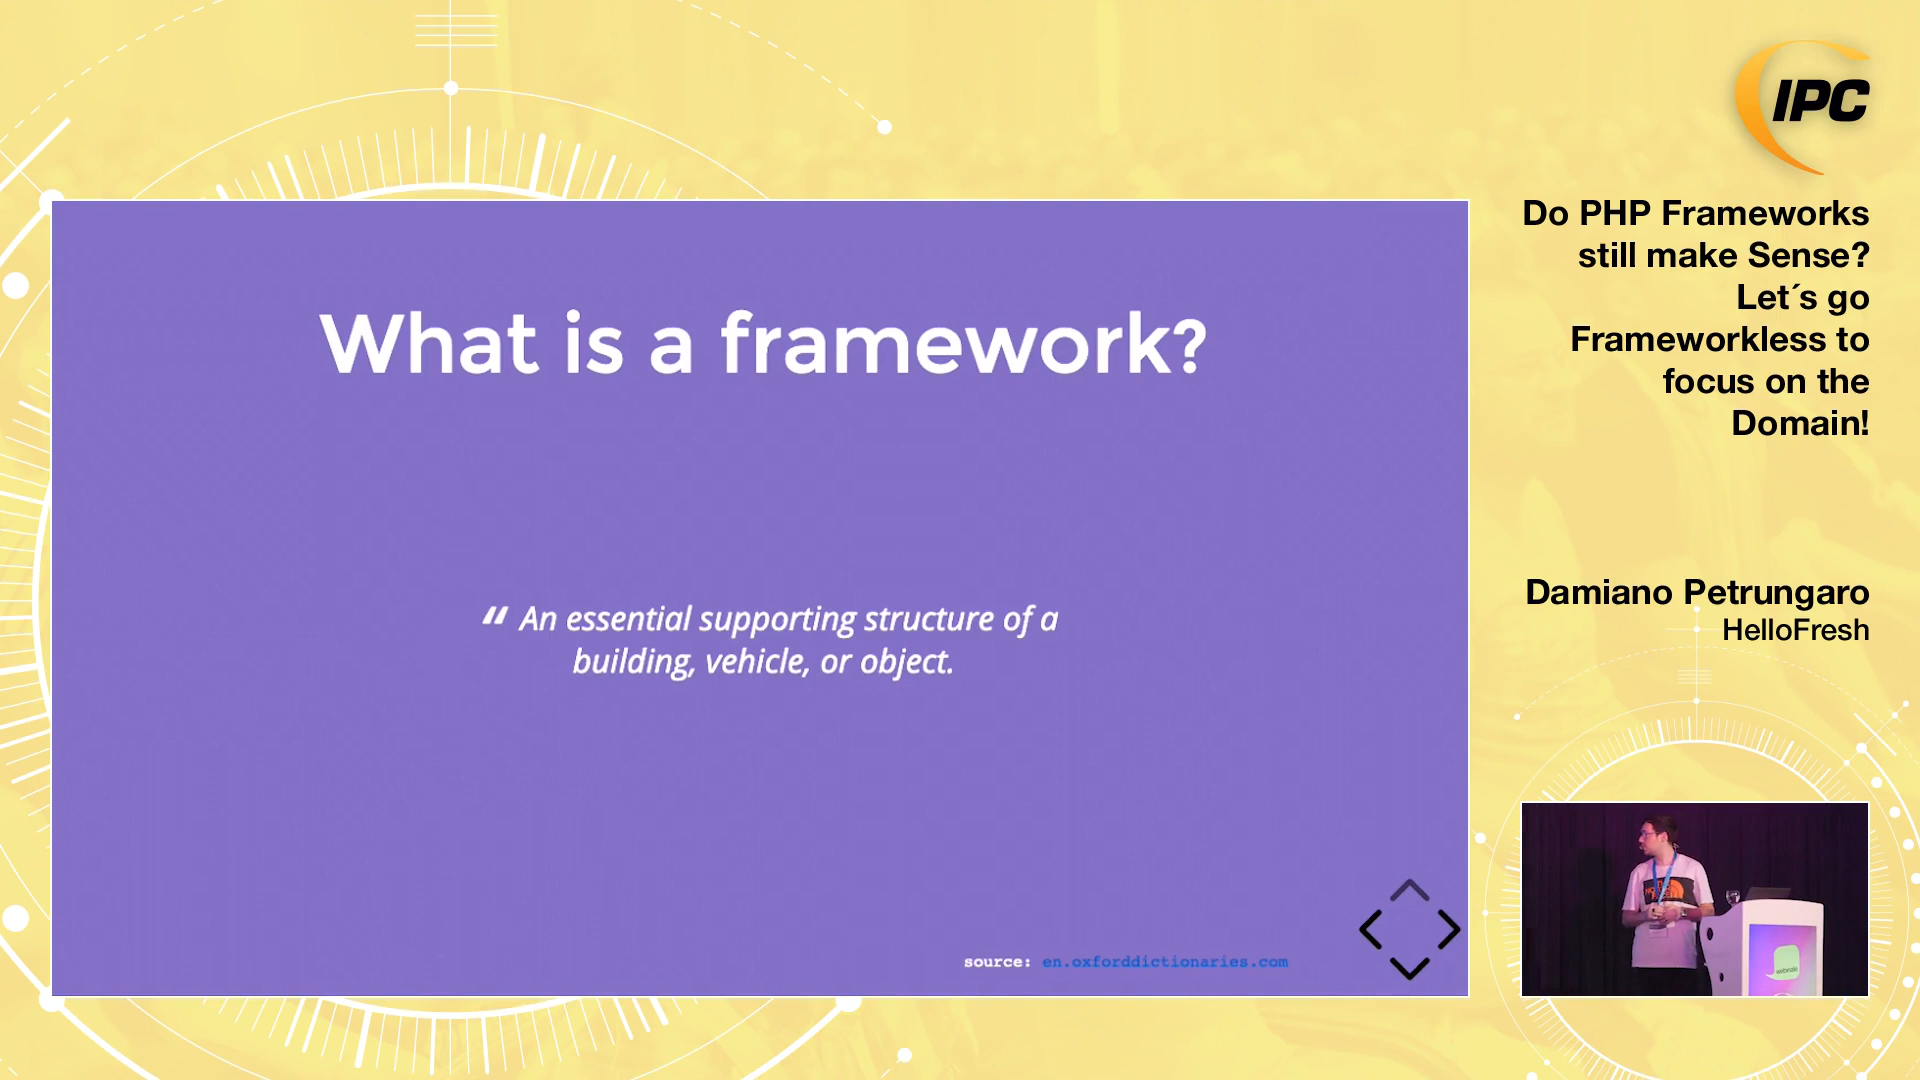 IPC
Do PHP Frameworks
still make Sense?
Let´s go
Frameworkless to
focus on the
Domain!
What is a framework?
“ An essential supporting structure of a
building, vehicle, or object.
source: en.oxforddictionaries.com
Damiano Petrungaro
HelloFresh
webinale